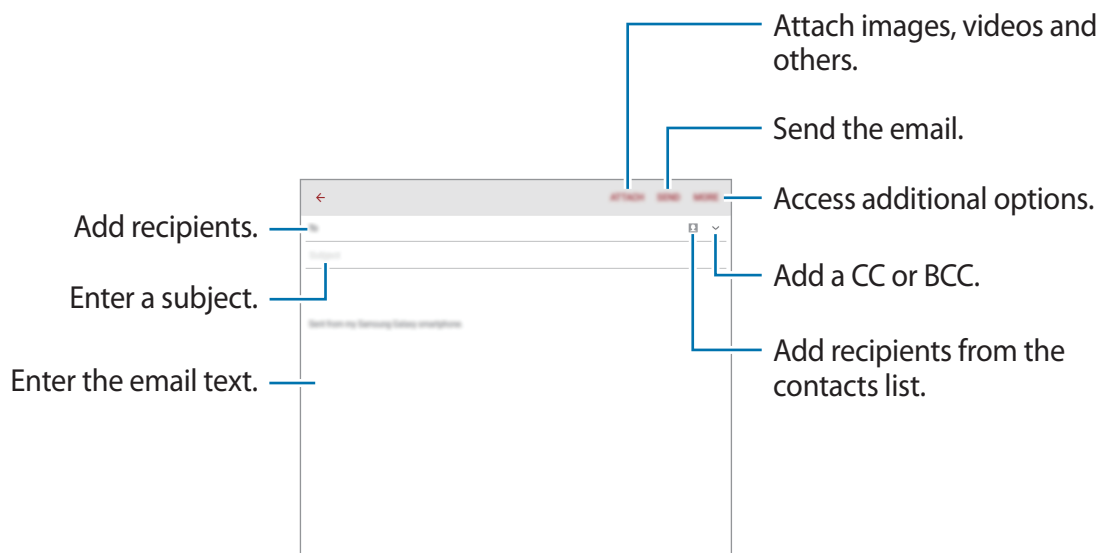 Attach images, videos and
others.
Send the email.
ATTACH SEND MORE
Access additional options.
Add recipients.
Subject
Add a CC or BCC.
Enter a subject.
Sent from my Samsung Galaxy smartphone
Add recipients from the
contacts list.
Enter the email text.